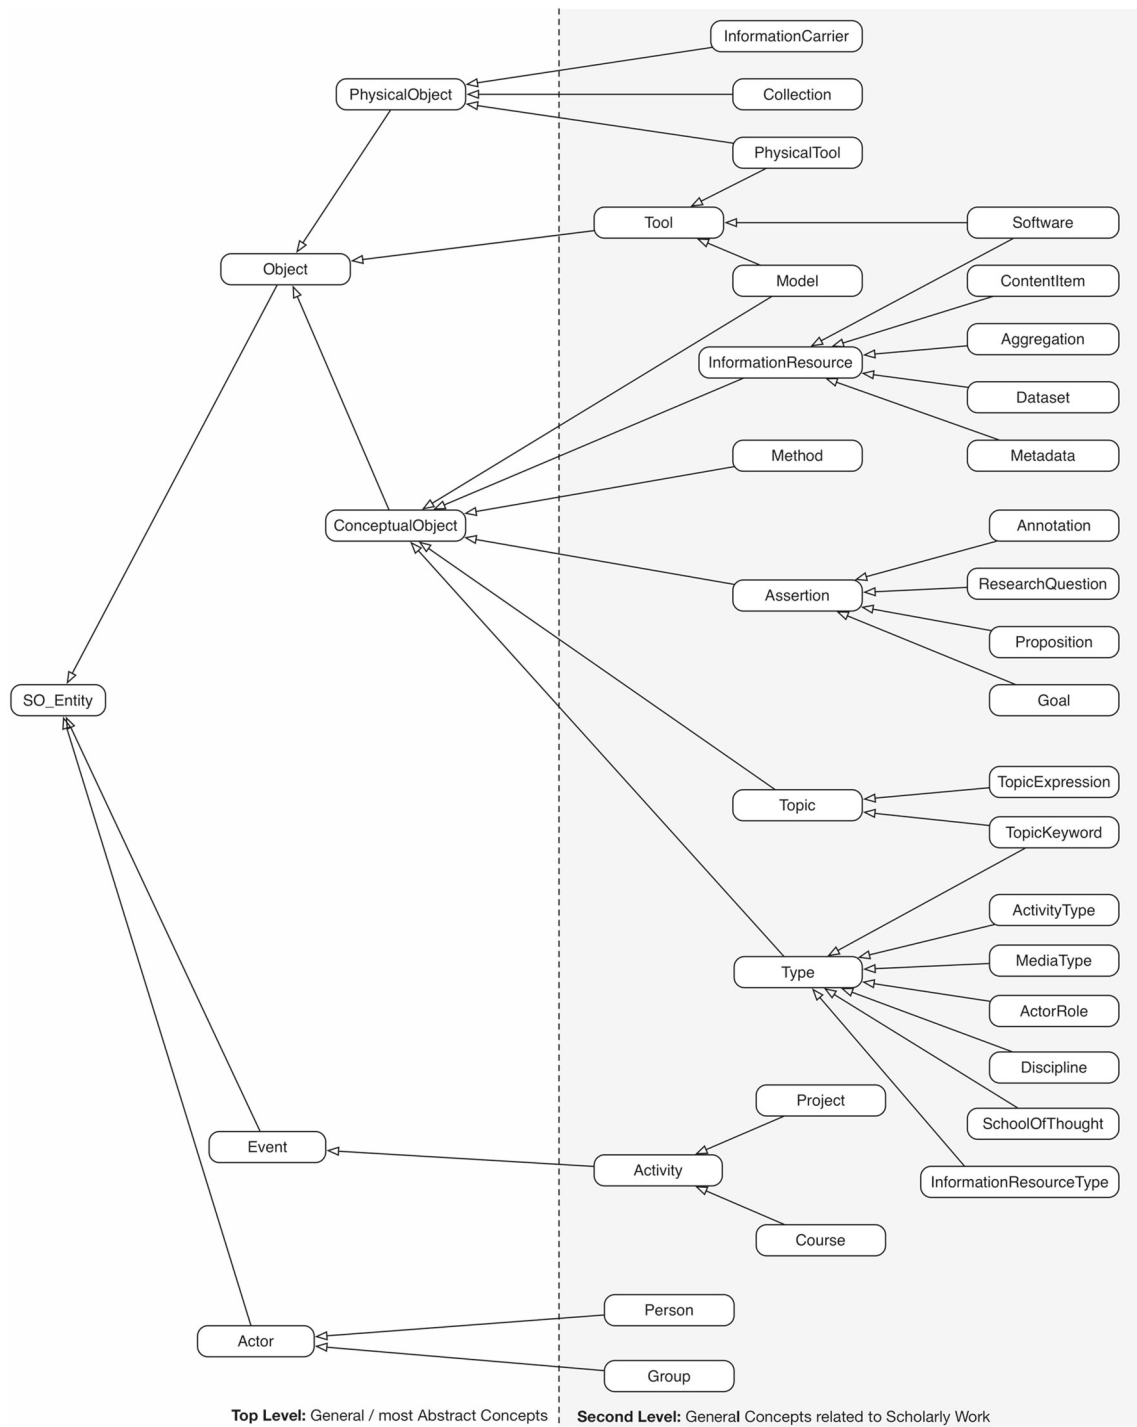 InformationCarrier
PhysicalObject
Collection
PhysicalTool
Tool
Software
Object
Model
ContentItem
Aggregation
InformationResource
Dataset
Method
Metadata
ConceptualObject
Annotation
ResearchQuestion
Assertion
Proposition
SO_Entity
Goal
TopicExpression
Topic
TopicKeyword
ActivityType
MediaType
Type
ActorRole
Discipline
Project
SchoolOfThought
Event
Activity
InformationResourceType
Course
Person
Actor
Group
Top Level: General / most Abstract Concepts
Second Level: General Concepts related to Scholarly Work